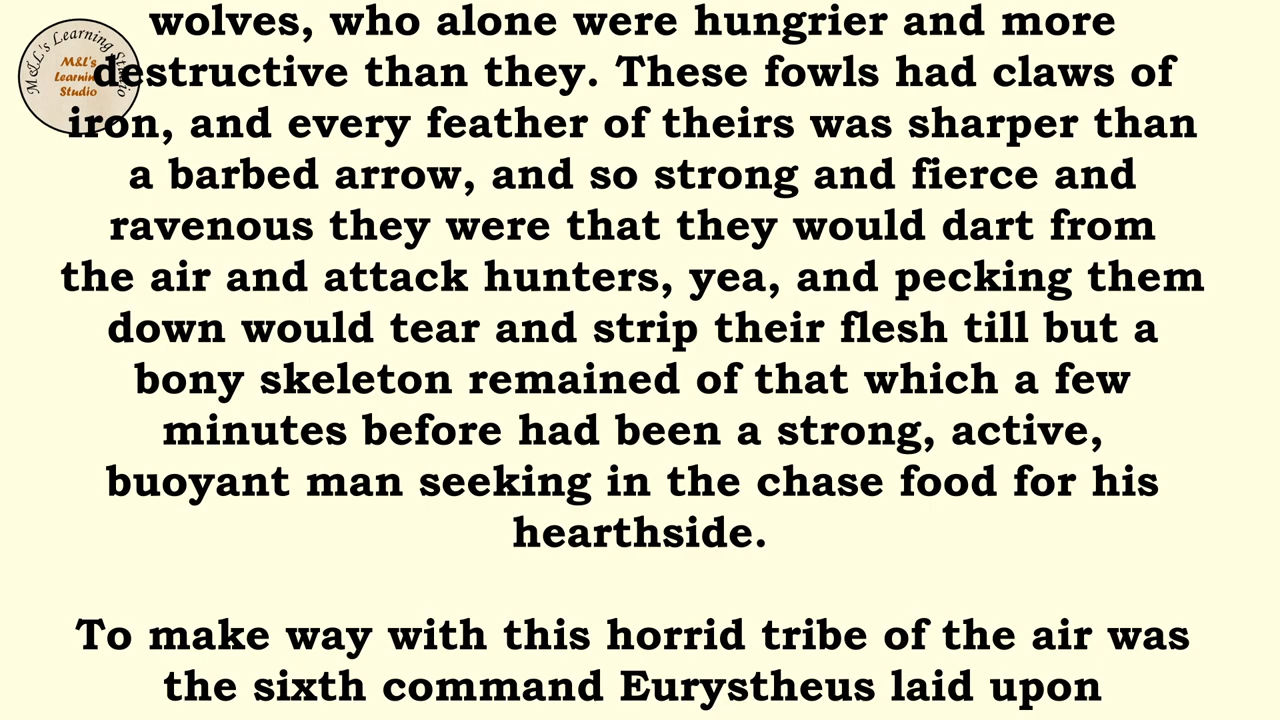 wolves, who alone were hungrier and more
destructive than they. These fowls had claws of
iron, and every feather of theirs was sharper than
a barbed arrow, and so strong and fierce and
ravenous they were that they would dart from
the air and attack hunters, yea, and pecking them
down would tear and strip their flesh till but a
bony skeleton remained of that which a few
minutes before had been a strong, active,
buoyant man seeking in the chase food for his
hearthside.
To make way with this horrid tribe of the air was
the sixth command Eurystheus laid upon
M&L's Learning Studio
M&L's
Learning
Studio